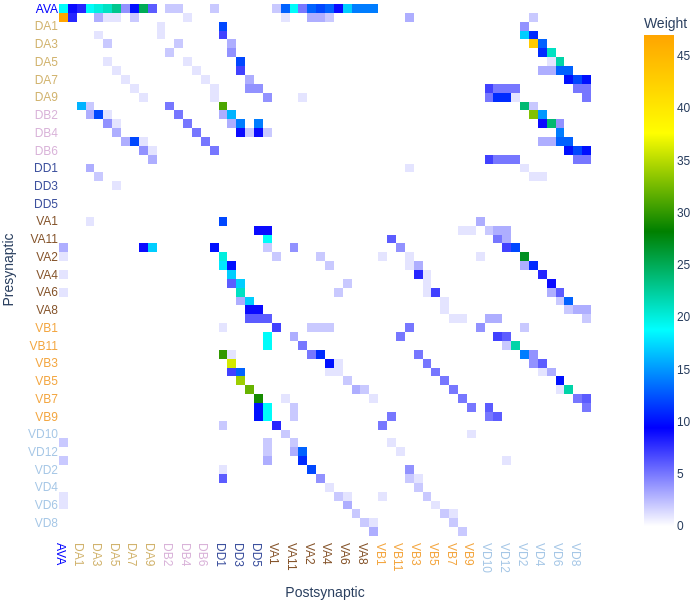 Weight
AVA
DA1
DA3
DA5
DA7
DA9
DB2
DB4
DB6
DD1
DD3
DD5
VA1
VA11
VA2
VA4
VA6
VA8
VB1
VB11
VB3
VB5
VB7
VB9
VD10
VD12
VD2
VD4
VD6
VD8
Presynaptic
45
40
35
30
25
20
15
10
5
0
AVA DA1 DA3 DA5 DA7 DA9 DB2 DB4 DB6 DD1 DD3 DD5 VA1 VA11 VA2 VA4 VA6 VA8 VB1 VB11 VB3 VB5 VB7 VB9 VD10 VD12 VD2 VD4 VD6 VD8
Postsynaptic